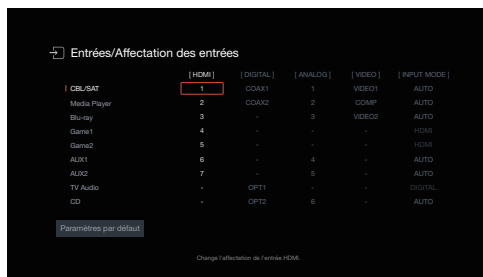 Entrées/Affectation des entrées
[ HDMI ] [ DIGITAL ] [ ANALOG ] [ VIDEO ] [ INPUT MODE ]
CBL/SAT 1 COAX1 1 VIDEO1 AUTO
Media Player 2 COAX2 2 COMP AUTO
Blu-ray 3 - 3 VIDEO2 AUTO
Game1 4 - - - HDMI
Game2 5 - - - HDMI
AUX1 6 - 4 - AUTO
AUX2 7 - 5 - AUTO
TV Audio - OPT1 - - DIGITAL
CD - OPT2 6 - AUTO
Paramètres par défaut
Change l'affectation de l'entrée HDMI.